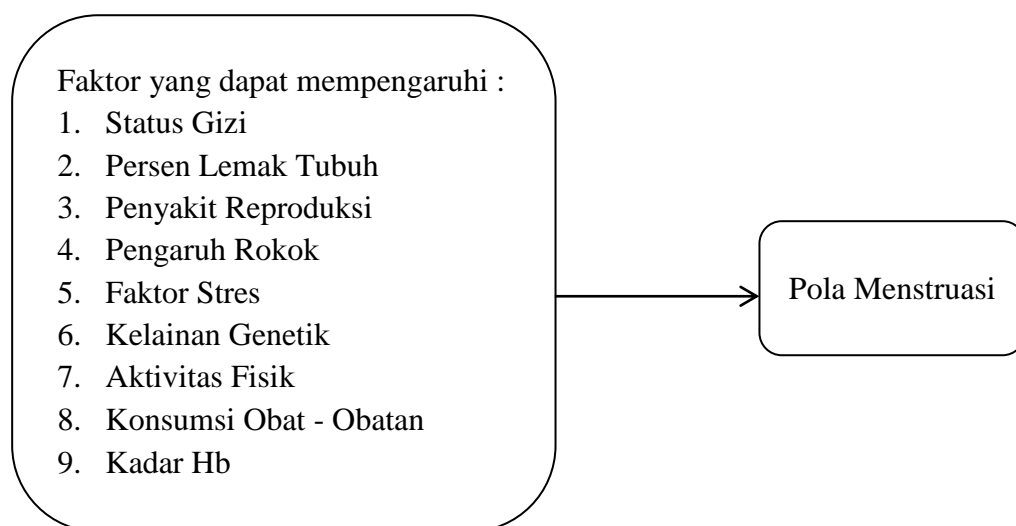 Faktor yang dapat mempengaruhi :
1. Status Gizi
2. Persen Lemak Tubuh
3. Penyakit Reproduksi
4. Pengaruh Rokok
5. Faktor Stres
6. Kelainan Genetik
7. Aktivitas Fisik
8. Konsumsi Obat - Obatan
9. Kadar Hb
Pola Menstruasi